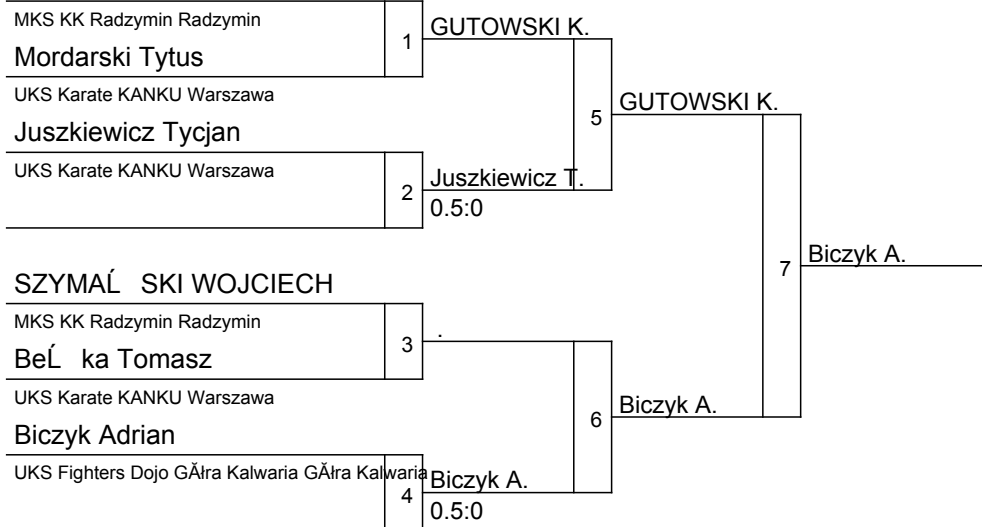 MKS KK Radzymin Radzymin
1
GUTOWSKI K.
Mordarski Tytus
UKS Karate KANKU Warszawa
5
GUTOWSKI K.
Juszkiewicz Tycjan
UKS Karate KANKU Warszawa
2
Juszkiewicz T.
0.5:0
7
Biczyk A.
SZYMAĹ SKI WOJCIECH
MKS KK Radzymin Radzymin
3
.
BeĹ ka Tomasz
UKS Karate KANKU Warszawa
6
Biczyk A.
Biczyk Adrian
UKS Fighters Dojo GĂłra Kalwaria GĂłra Kalwaria
4
Biczyk A.
0.5:0